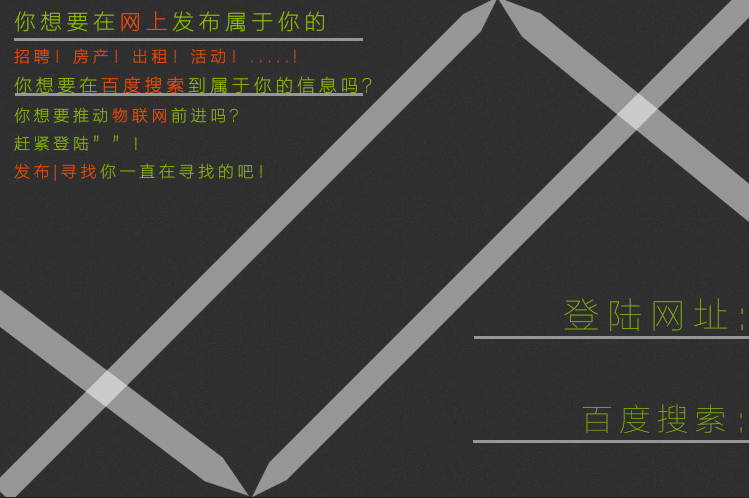 你想要在网上发布属于你的
招聘！房产！出租！活动！.....!
你想要在百度搜索到属于你的信息吗？
你想要推动物联网前进吗？
赶紧登陆””！
发布|寻找你一直在寻找的吧！
登陆网址：
百度搜索：